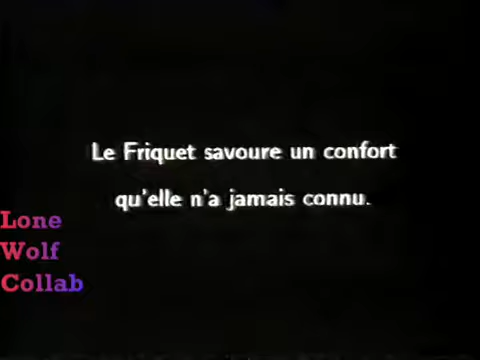 Le Friquet savoure un confort
qu'elle n'a jamais connu.
Lone
Wolf
Collab